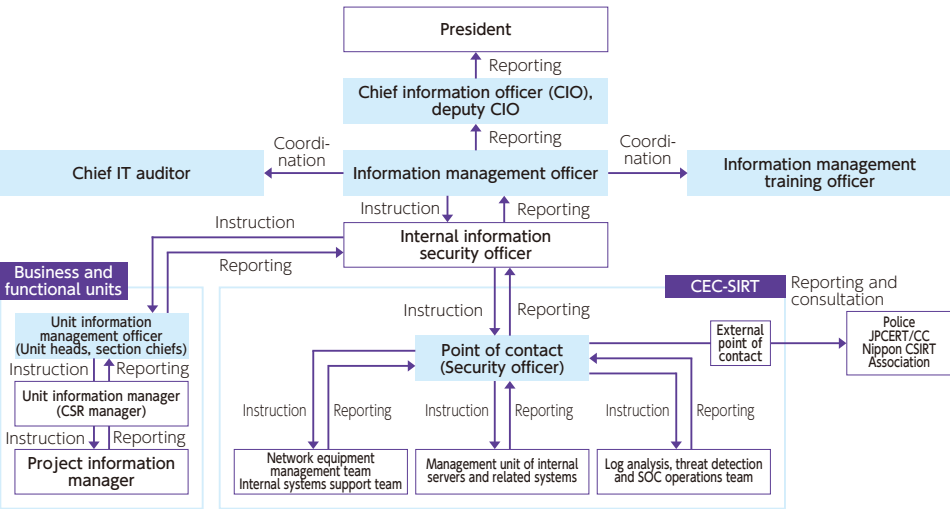 President
Reporting
Chief information officer (CIO),
deputy CIO
Reporting
Coordi-
nation
Coordi-
nation
Chief IT auditor
Information management officer
Information management
training officer
Instruction
Reporting
Internal information
security officer
Instruction
Reporting
Business and
functional units
CEC-SIRT
Reporting and
consultation
Instruction
Reporting
Unit information
management officer
(Unit heads, section chiefs)
Point of contact
(Security officer)
External
point of
contact
Police
JPCERT/CC
Nippon CSIRT
Association
Instruction
Reporting
Unit information manager
(CSR manager)
Instruction
Reporting
Instruction
Reporting
Instruction
Reporting
Instruction
Reporting
Project information
manager
Network equipment
management team
Internal systems support team
Management unit of internal
servers and related systems
Log analysis, threat detection
and SOC operations team